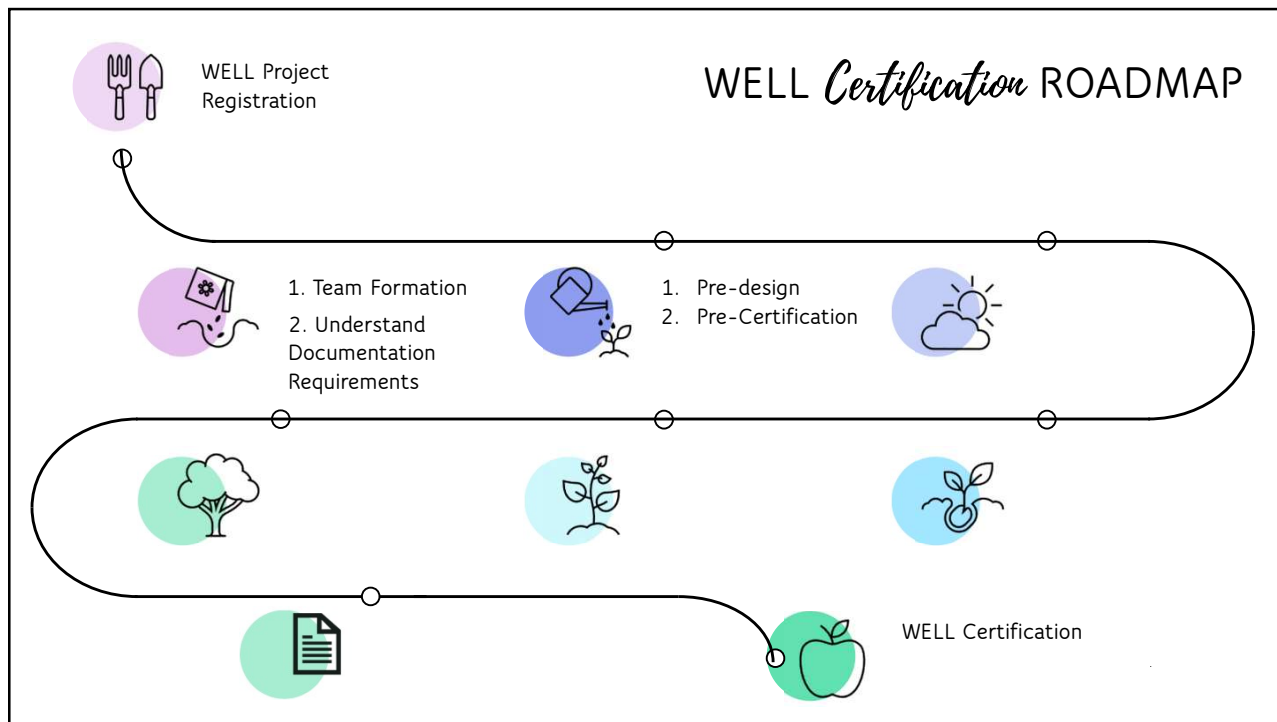 WELL Project
Registration
WELL Certification ROADMAP
1. Team Formation
2. Understand
Documentation
Requirements
1. Pre-design
2. Pre-Certification
WELL Certification